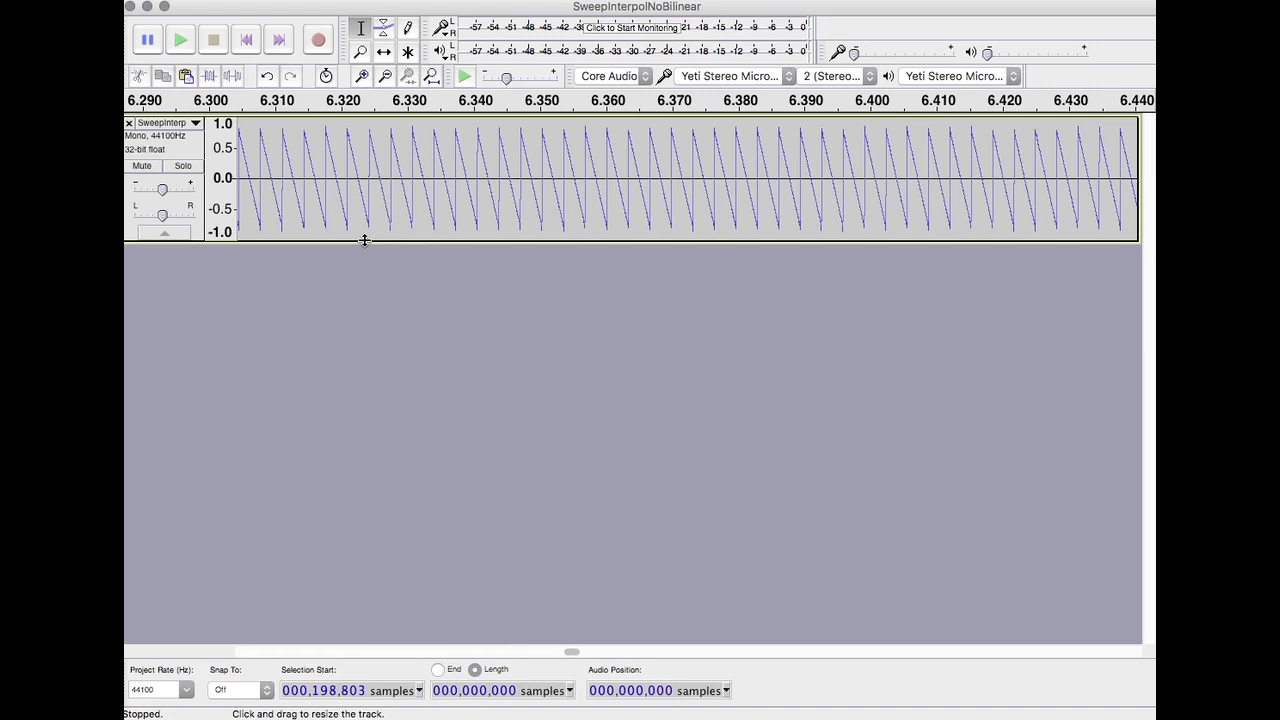 SweepInterpolNoBilinear
L
R
-57 -54 -51 -48 -45 -42 Click to Start Monitoring -18 -15 -12 -9 -6 -3 0
L
R
-57 -54 -51 -48 -45 -42 -39 -36 -33 -30 -27 -24 -21 -18 -15 -12 -9 -6 -3 0
- +
- +
- +
Core Audio
Yeti Stereo Micro...
2 (Stereo...
Yeti Stereo Micro...
6.290 6.300 6.310 6.320 6.330 6.340 6.350 6.360 6.370 6.380 6.390 6.400 6.410 6.420 6.430 6.440
SweepInterp
Mono, 44100Hz
32-bit float
Mute Solo
- +
L R
1.0
0.5-
0.0-
-0.5-
-1.0
Project Rate (Hz): Snap To: Selection Start: End Length Audio Position:
44100 Off 000,198,803 samples 000,000,000 samples 000,000,000 samples
Stopped. Click and drag to resize the track.